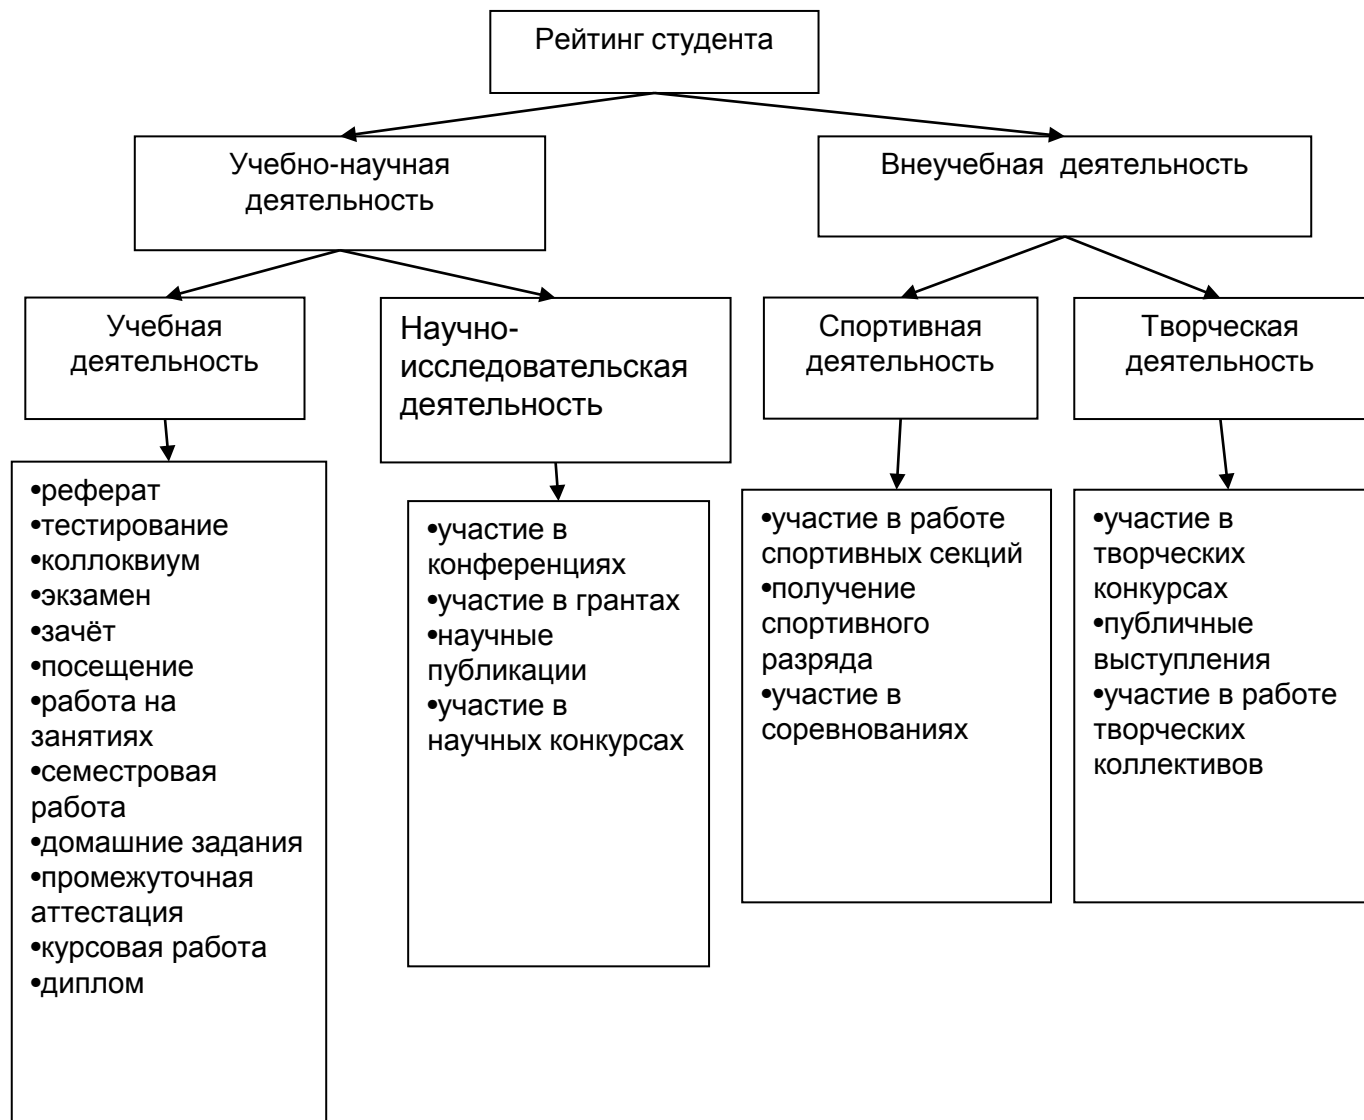 Рейтинг студента
Учебно-научная
деятельность
Внеучебная  деятельность
Учебная
деятельность
Научно-
исследовательская
деятельность
Спортивная
деятельность
Творческая
деятельность
•реферат
•тестирование
•коллоквиум
•экзамен
•зачёт
•посещение
•работа на
занятиях
•семестровая
работа
•домашние задания
•промежуточная
аттестация
•курсовая работа
•диплом
•участие в
конференциях
•участие в грантах
•научные
публикации
•участие в
научных конкурсах
•участие в работе
спортивных секций
•получение
спортивного
разряда
•участие в
соревнованиях
•участие в
творческих
конкурсах
•публичные
выступления
•участие в работе
творческих
коллективов